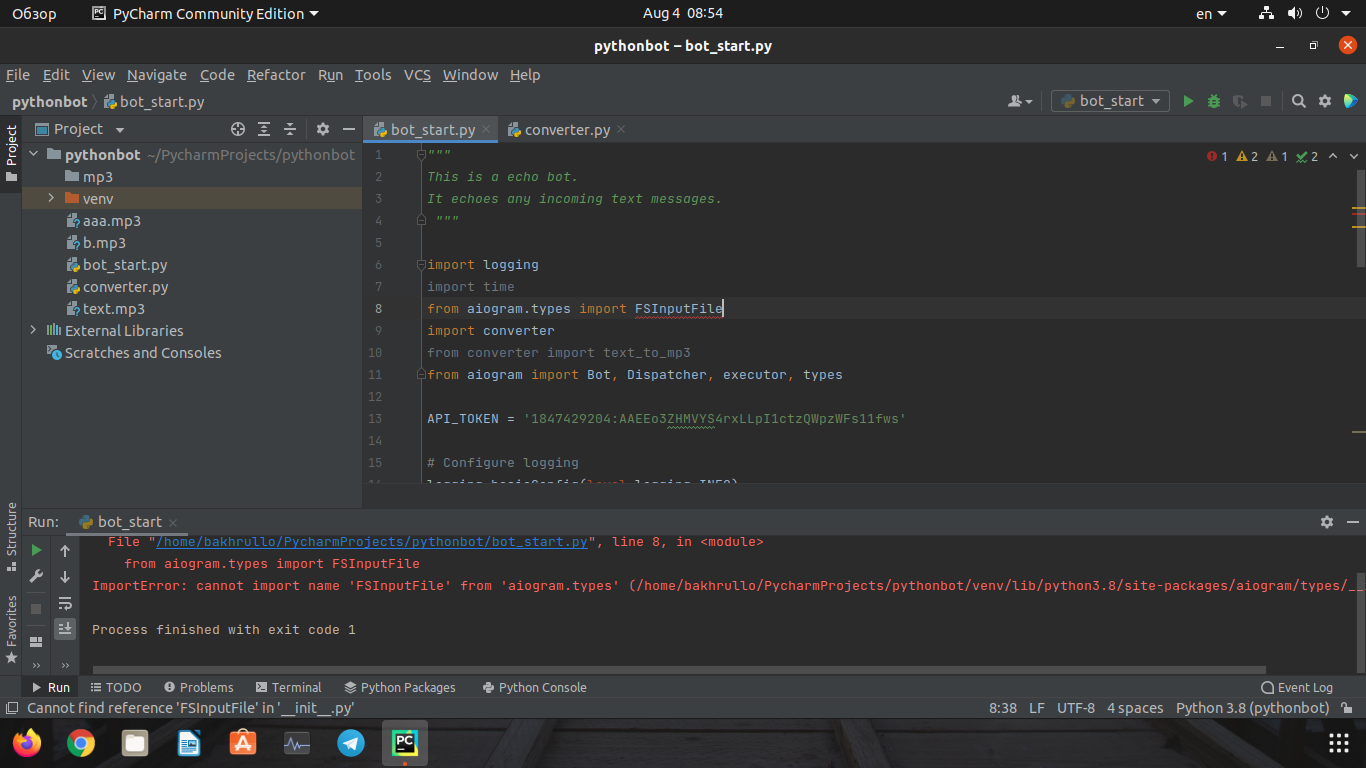 Обзор PyCharm Community Edition Aug 4 08:54 en
pythonbot – bot_start.py
File Edit View Navigate Code Refactor Run Tools VCS Window Help
pythonbot bot_start.py bot_start
Project
bot_start.py converter.py
Project
pythonbot ~/PycharmProjects/pythonbot
mp3
venv
aaa.mp3
b.mp3
bot_start.py
converter.py
text.mp3
External Libraries
Scratches and Consoles
1 """ 1 2 1 2
2 This is a echo bot.
3 It echoes any incoming text messages.
4 """
5
6 import logging
7 import time
8 from aiogram.types import FSInputFile
9 import converter
10 from converter import text_to_mp3
11 from aiogram import Bot, Dispatcher, executor, types
12
13 API_TOKEN = '1847429204:AAEEo3ZHMVYS4rxLLpI1ctzQWpzWFs11fws'
14
15 # Configure logging
Structure
Favorites
Run: bot_start
File "/home/bakhrullo/PycharmProjects/pythonbot/bot_start.py", line 8, in <module>
from aiogram.types import FSInputFile
ImportError: cannot import name 'FSInputFile' from 'aiogram.types' (/home/bakhrullo/PycharmProjects/pythonbot/venv/lib/python3.8/site-packages/aiogram/types/__
Process finished with exit code 1
Run TODO Problems Terminal Python Packages Python Console Event Log
Cannot find reference 'FSInputFile' in '__init__.py' 8:38 LF UTF-8 4 spaces Python 3.8 (pythonbot)